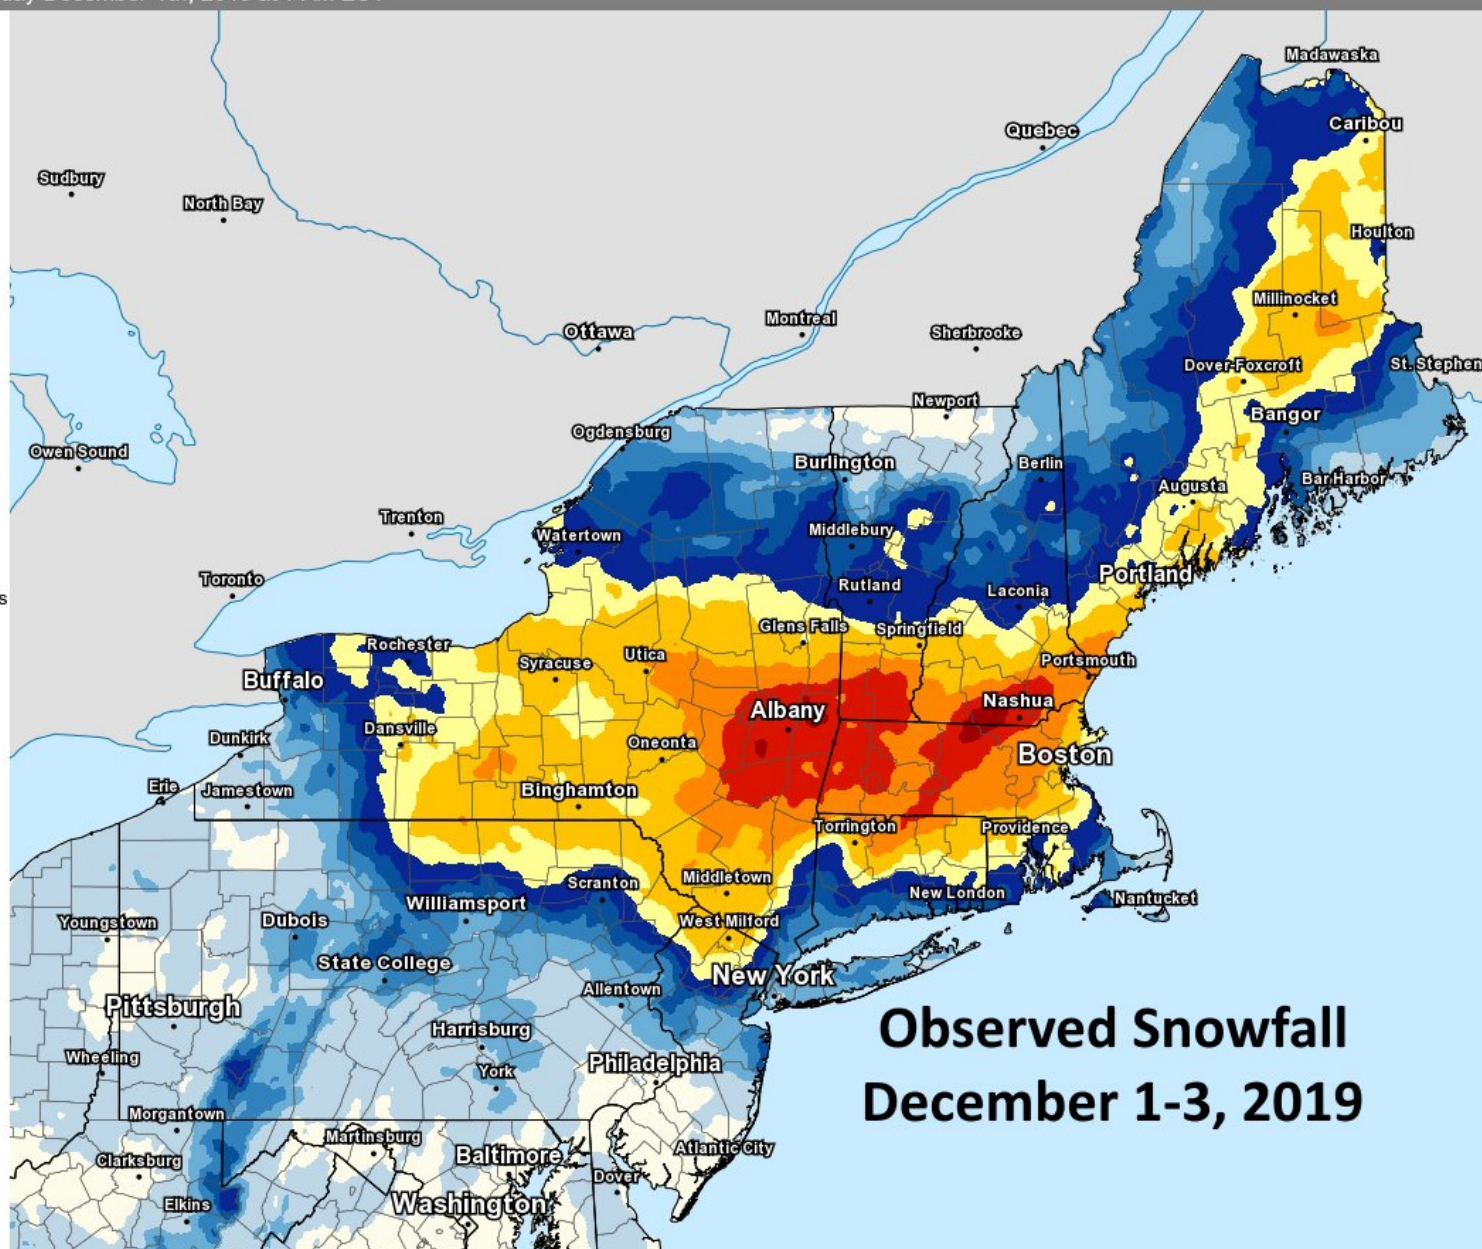 Madawaska
Caribou
Quebec
Sudbury
North Bay
Houlton
Millinocket
Montreal
Ottawa
Sherbrooke
Dover-Foxcroft
St. Stephen
Newport
Bangor
Ogdensburg
Owen Sound
Burlington
Berlin
Bar Harbor
Augusta
Trenton
Watertown
Middlebury
Toronto
Rutland
Laconia
Portland
s
Glens Falls
Springfield
Rochester
Utica
Syracuse
Portsmouth
Buffalo
Nashua
Albany
Dansville
Dunkirk
Oneonta
Boston
Erie
Jamestown
Binghamton
Torrington
Providence
Scranton
Middletown
New London
Nantucket
Williamsport
Youngstown
Dubois
West Milford
State College
New York
Allentown
Pittsburgh
Harrisburg
Observed Snowfall
December 1-3, 2019
Wheeling
York
Philadelphia
Morgantown
Martinsburg
Baltimore
Atlantic City
Clarksburg
Dover
Elkins
Washington